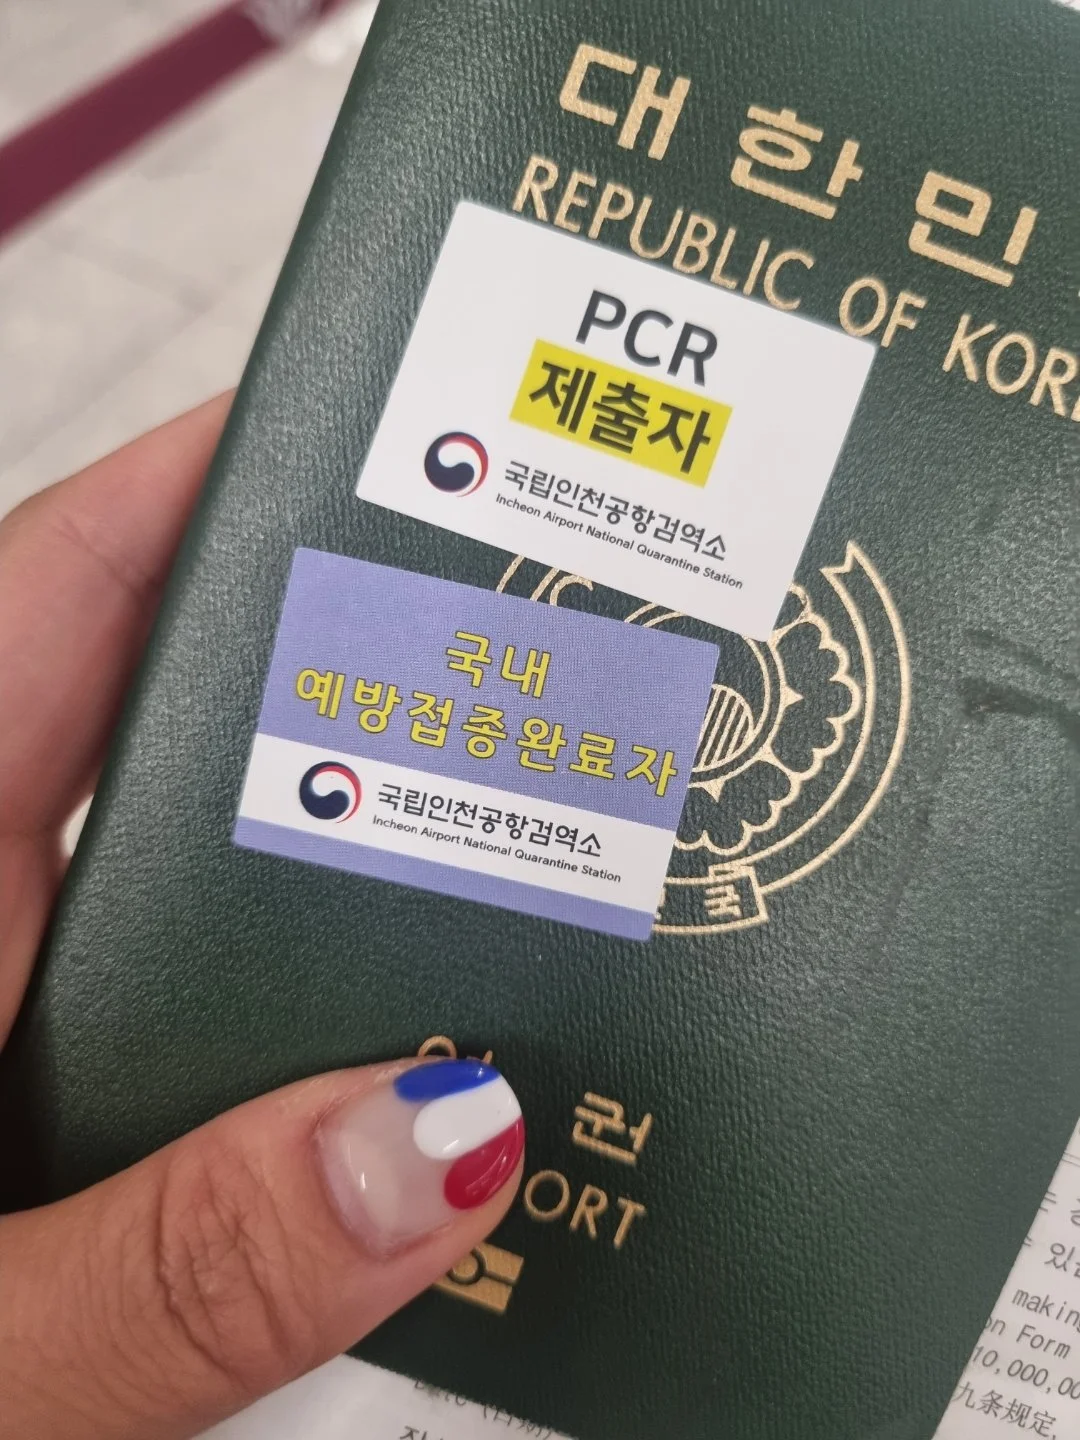 대한민
REPUBLIC OF KOR
PCR
제출자
국립인천공항검역소
Incheon Airport National Quarantine Station
국내
예방접종완료자
국립인천공항검역소
Incheon Airport National Quarantine Station
국
권
ORT
있
making
on Form
10,000,00
九条规定,